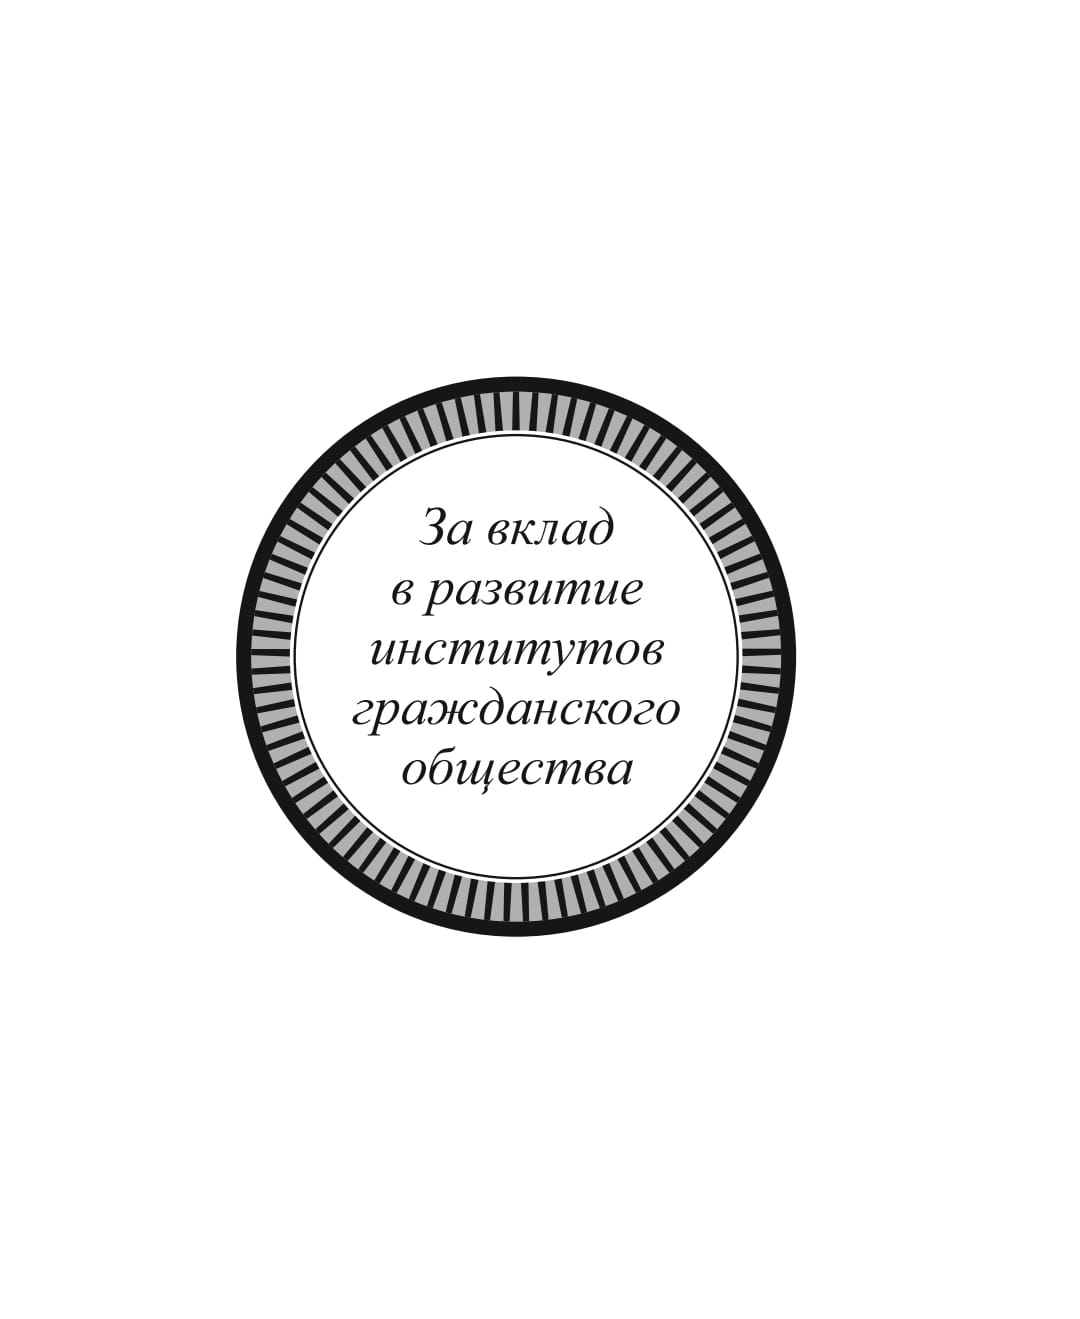 За вклад
в развитие
институтов
гражданского
общества